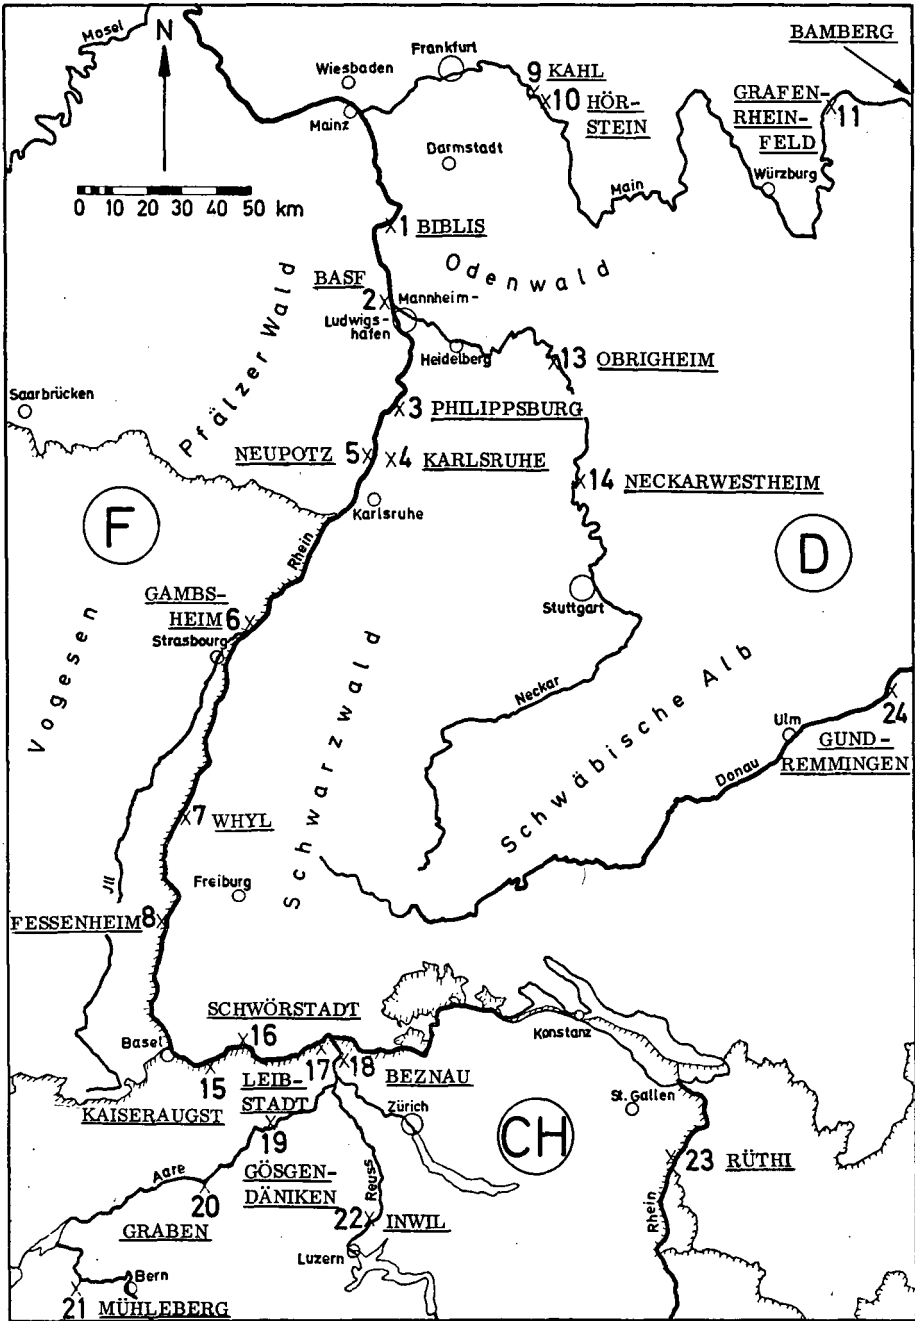 Mosel
N
Frankfurt
BAMBERG
Wiesbaden
9 KAHL
10 HÖR-
STEIN
GRAFEN-
RHEIN-
FELD
11
Mainz
Darmstadt
Würzburg
Main
0 10 20 30 40 50 km
1 BIBLIS
Odenwald
BASF
2
Mannheim-
Ludwigs-
hafen
Heidelberg
13 OBRIGHEIM
Pfälzer Wald
Saarbrücken
3 PHILIPPSBURG
NEUPOTZ 5
4 KARLSRUHE
14 NECKARWESTHEIM
Karlsruhe
F
Rhein
D
GAMBS-
HEIM 6
Strasbourg
Stuttgart
Vogesen
Schwarzwald
Neckar
Schwäbische Alb
24
Ulm
GUND-
REMMINGEN
Donau
7 WHYL
Jll
Freiburg
FESSENHEIM 8
SCHWÖRSTADT
16
Konstanz
Basel
15
17
18
LEIB-
STADT
BEZNAU
KAISERAUGST
Zürich
St. Gallen
19
CH
GÖSGEN-
DÄNIKEN
23 RÜTHI
Aare
20
Reuss
GRABEN
22 INWIL
Rhein
Luzern
Bern
21 MÜHLEBERG